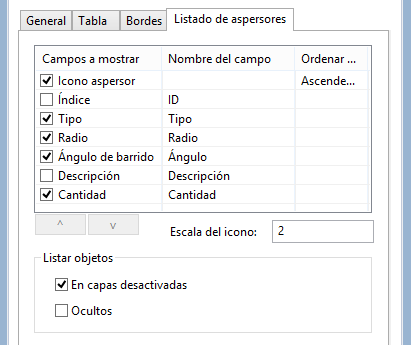 General Tabla Bordes Listado de aspersores
Campos a mostrar Nombre del campo Ordenar ...
Icono aspersor Ascende...
Índice ID
Tipo Tipo
Radio Radio
Ángulo de barrido Ángulo
Descripción Descripción
Cantidad Cantidad
^ v Escala del icono: 2
Listar objetos
En capas desactivadas
Ocultos